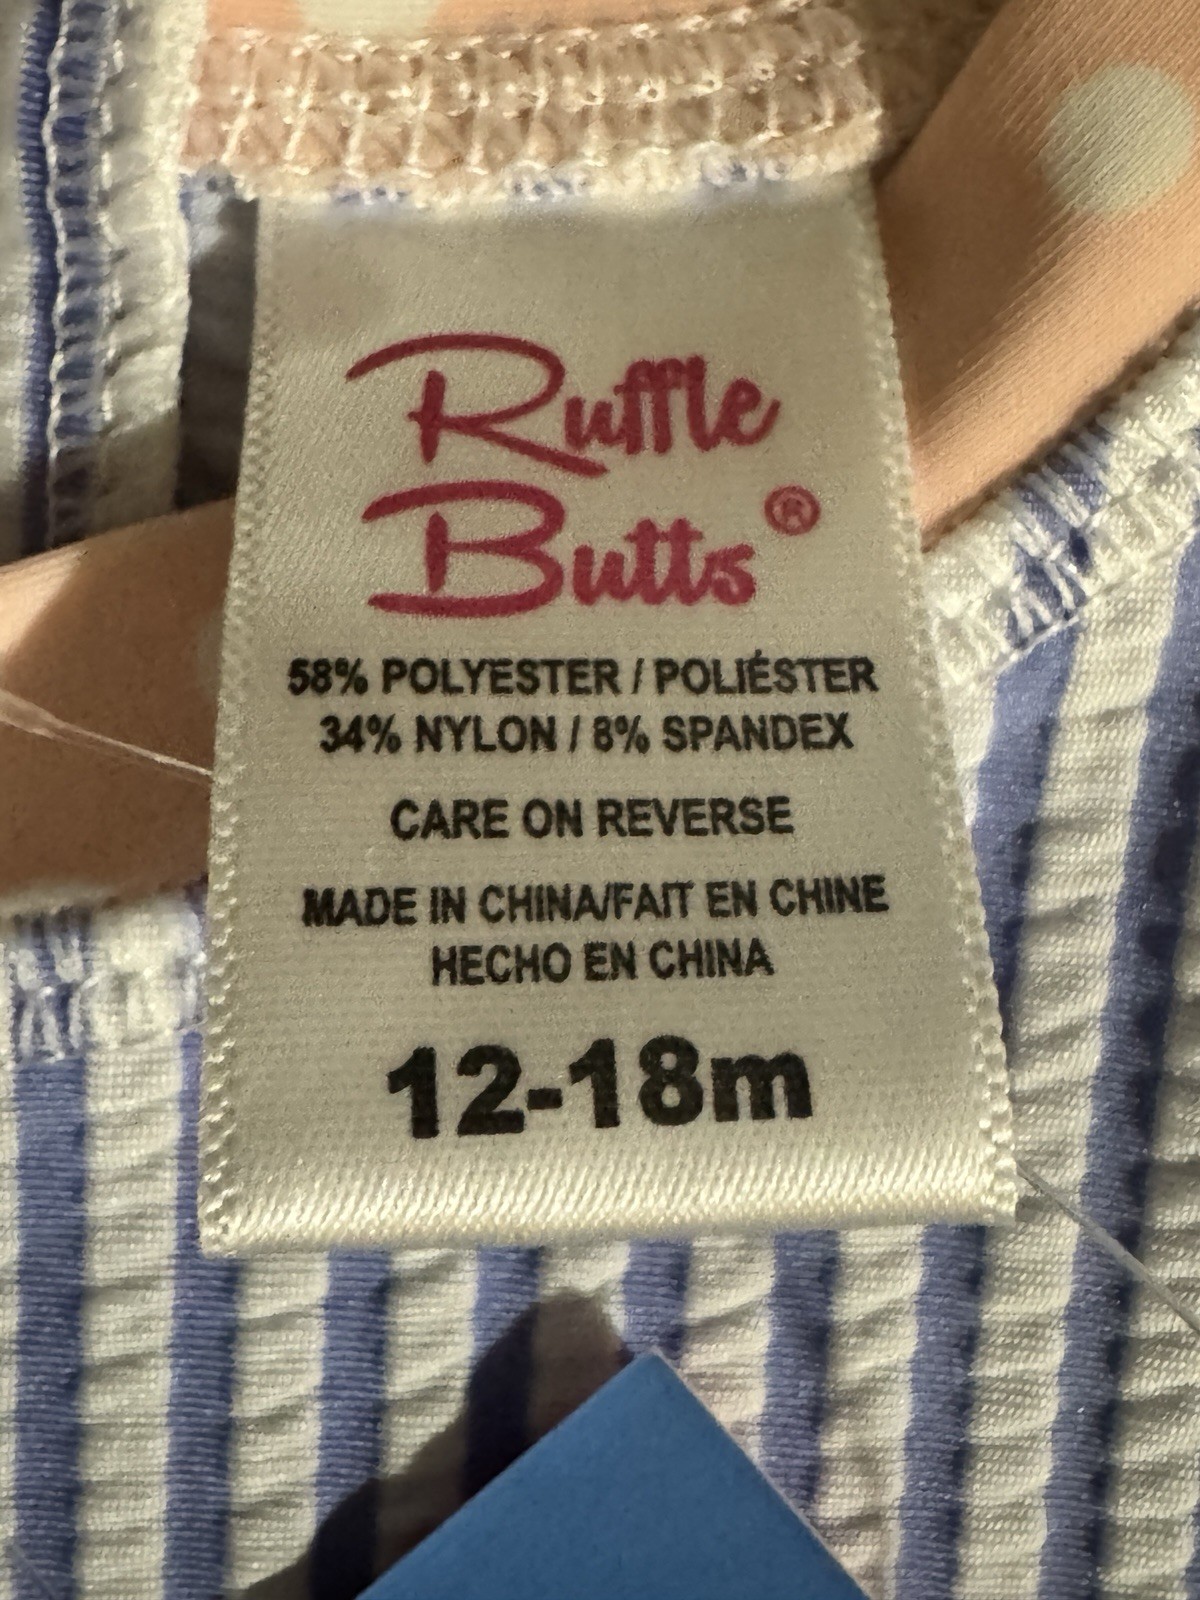 Ruffle
Butts®
58% POLYESTER / POLIÉSTER
34% NYLON / 8% SPANDEX
CARE ON REVERSE
MADE IN CHINA/FAIT EN CHINE
HECHO EN CHINA
12-18m